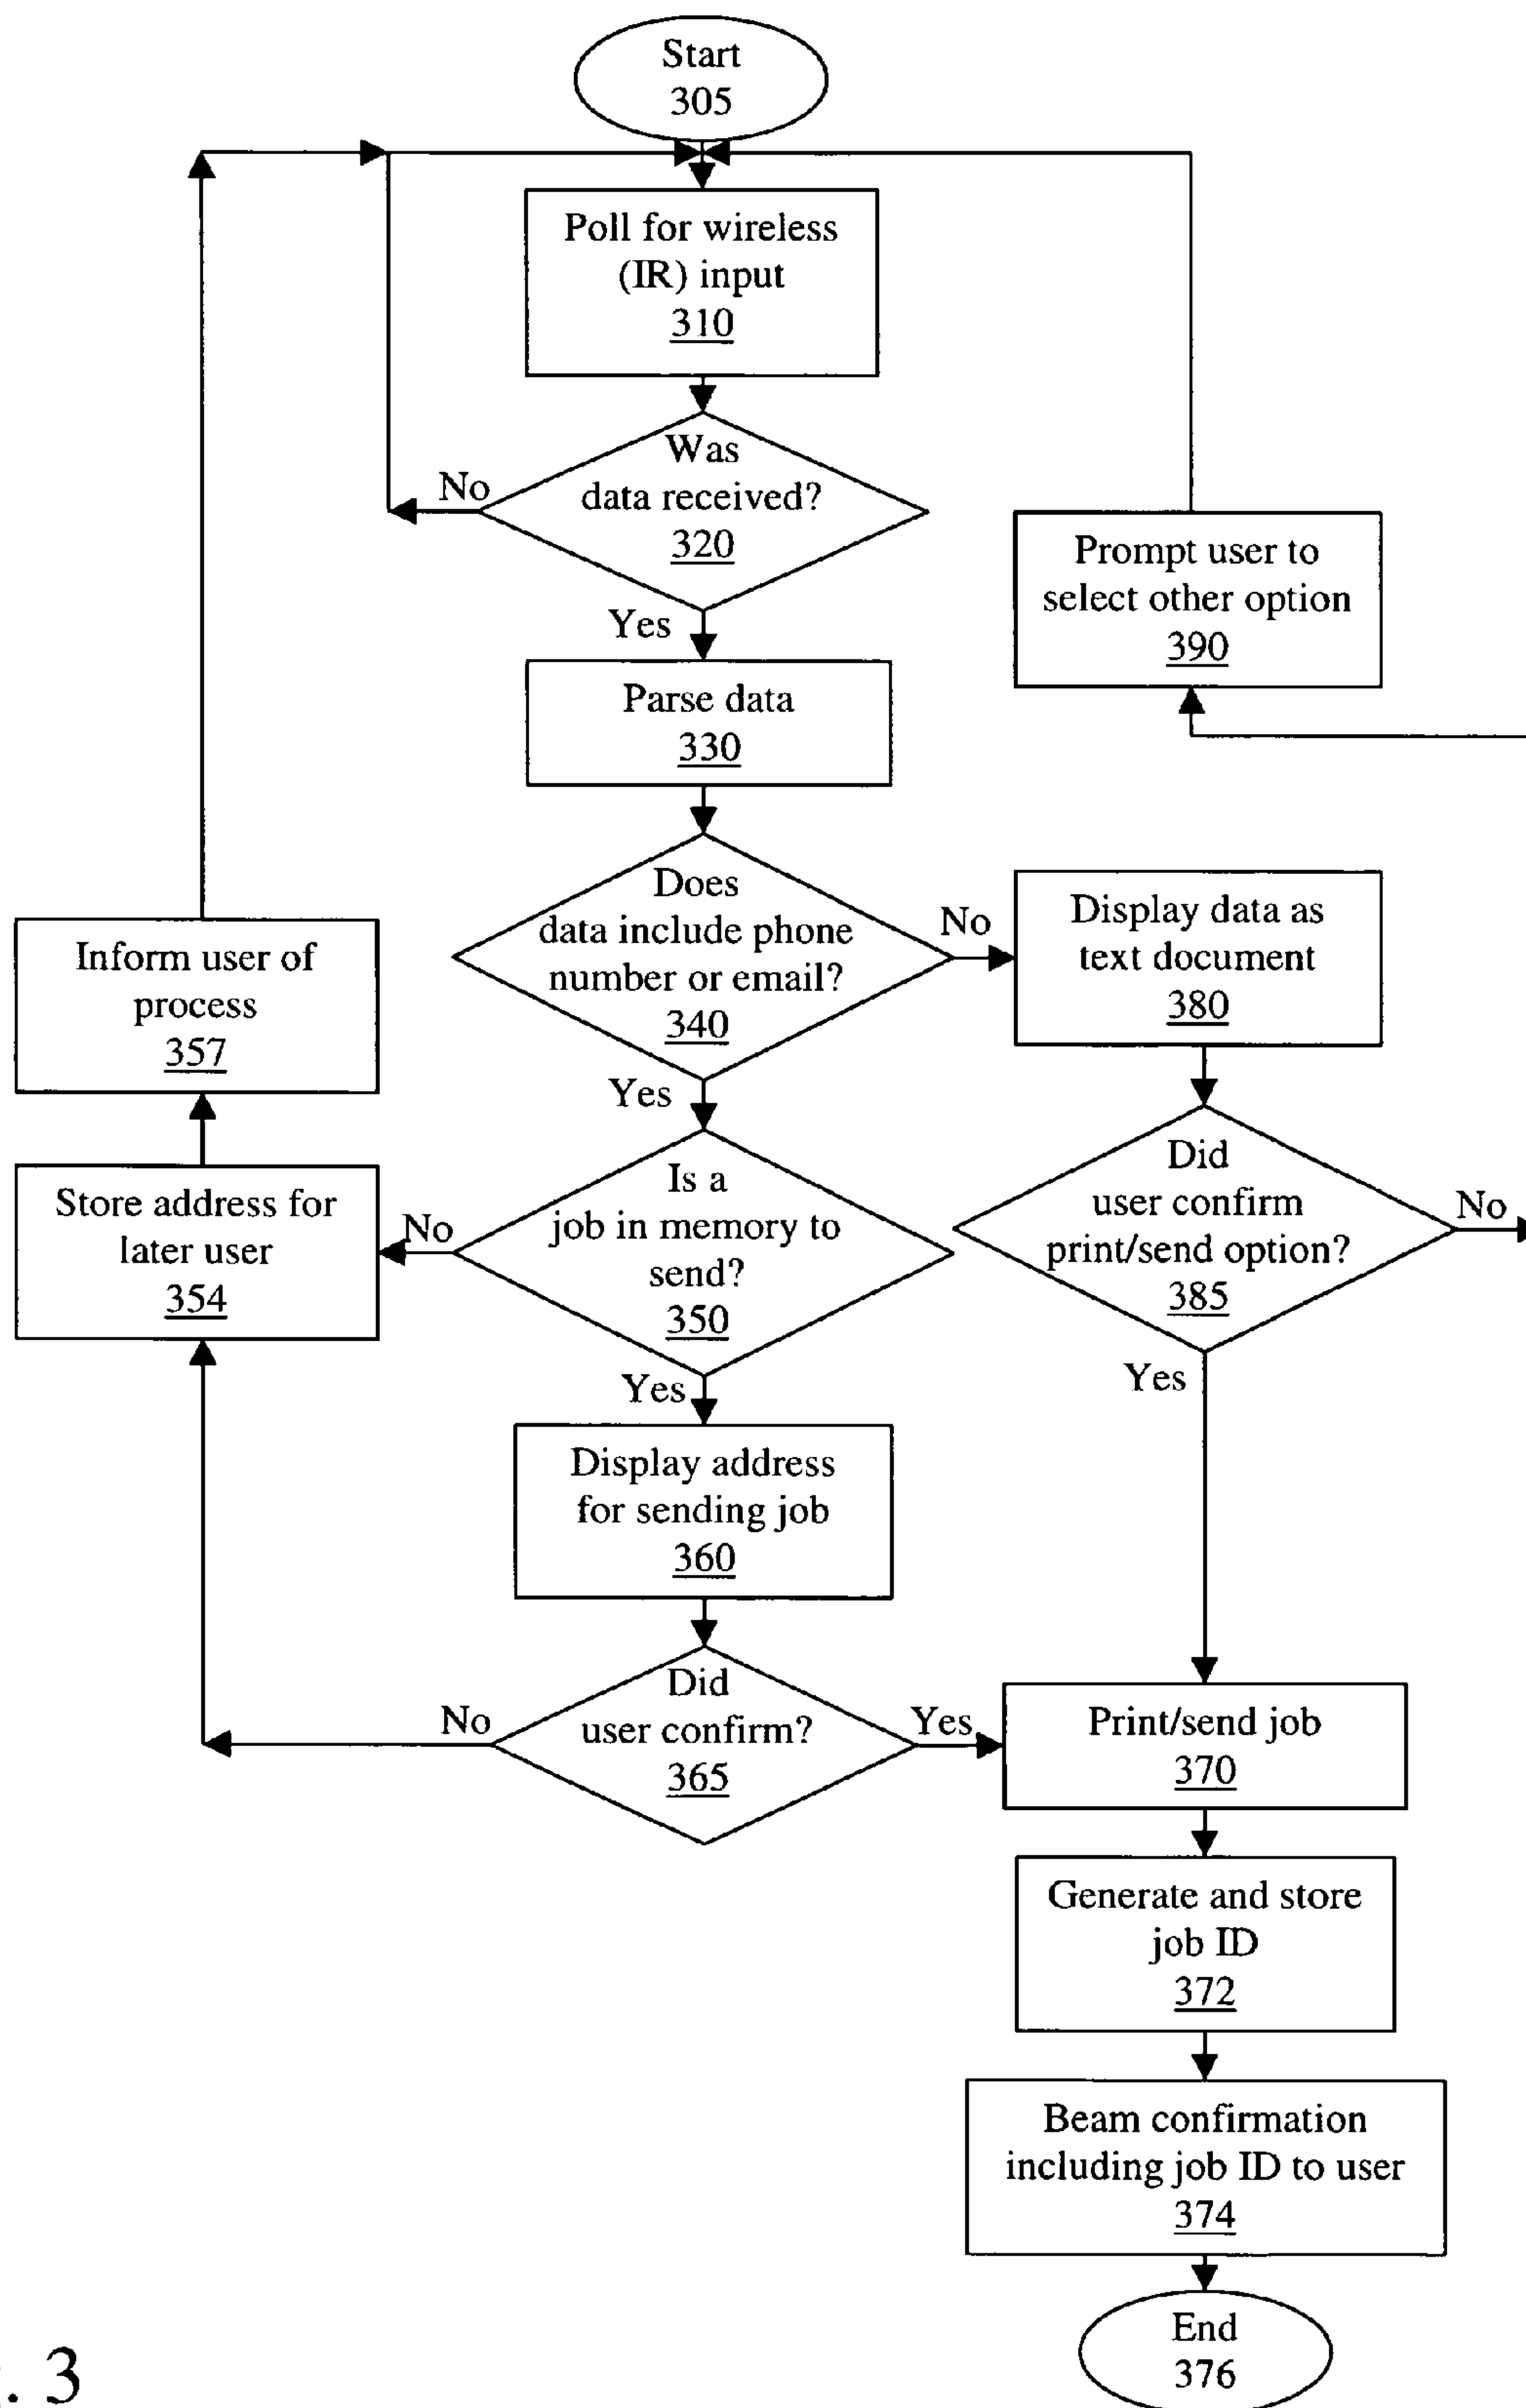 Start
305
Poll for wireless
(IR) input
310
Was
data received?
320
No
Yes
Prompt user to
select other option
390
Parse data
330
Does
data include phone
number or email?
340
No
Yes
Display data as
text document
380
Inform user of
process
357
Did
user confirm
print/send option?
385
No
Yes
Is a
job in memory to
send?
350
No
Yes
Store address for
later user
354
Display address
for sending job
360
Did
user confirm?
365
No
Yes
Print/send job
370
Generate and store
job ID
372
Beam confirmation
including job ID to user
374
End
376
. 3